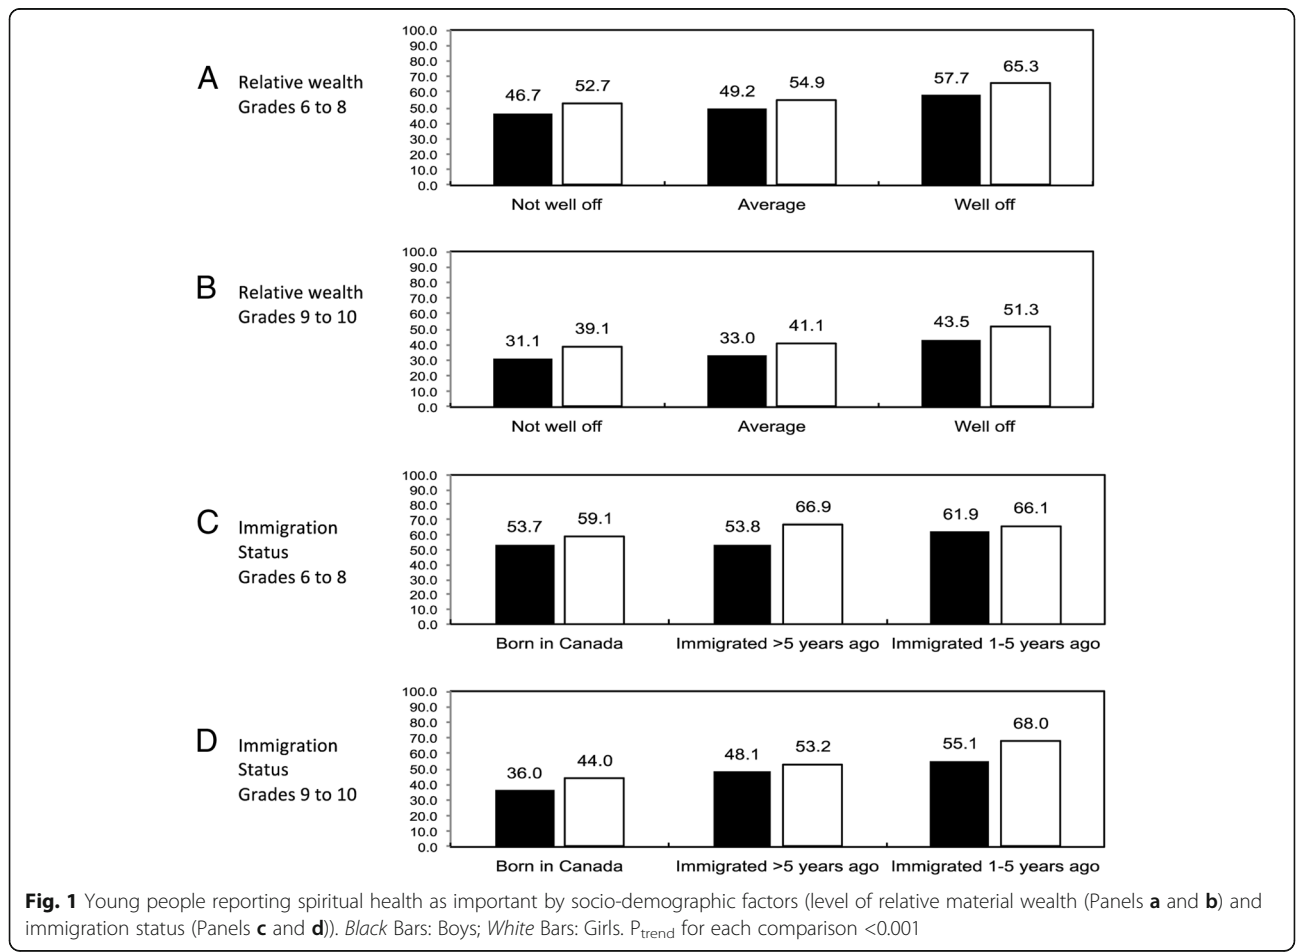 A Relative wealth
Grades 6 to 8
100.0
90.0
80.0
70.0
60.0
50.0
40.0
30.0
20.0
10.0
0.0
46.7 52.7 49.2 54.9 57.7 65.3
Not well off Average Well off
B Relative wealth
Grades 9 to 10
100.0
90.0
80.0
70.0
60.0
50.0
40.0
30.0
20.0
10.0
0.0
31.1 39.1 33.0 41.1 43.5 51.3
Not well off Average Well off
C Immigration
Status
Grades 6 to 8
100.0
90.0
80.0
70.0
60.0
50.0
40.0
30.0
20.0
10.0
0.0
53.7 59.1 53.8 66.9 61.9 66.1
Born in Canada Immigrated >5 years ago Immigrated 1-5 years ago
D Immigration
Status
Grades 9 to 10
100.0
90.0
80.0
70.0
60.0
50.0
40.0
30.0
20.0
10.0
0.0
36.0 44.0 48.1 53.2 55.1 68.0
Born in Canada Immigrated >5 years ago Immigrated 1-5 years ago
Fig. 1 Young people reporting spiritual health as important by socio-demographic factors (level of relative material wealth (Panels a and b) and
immigration status (Panels c and d)). Black Bars: Boys; White Bars: Girls. Ptrend for each comparison <0.001